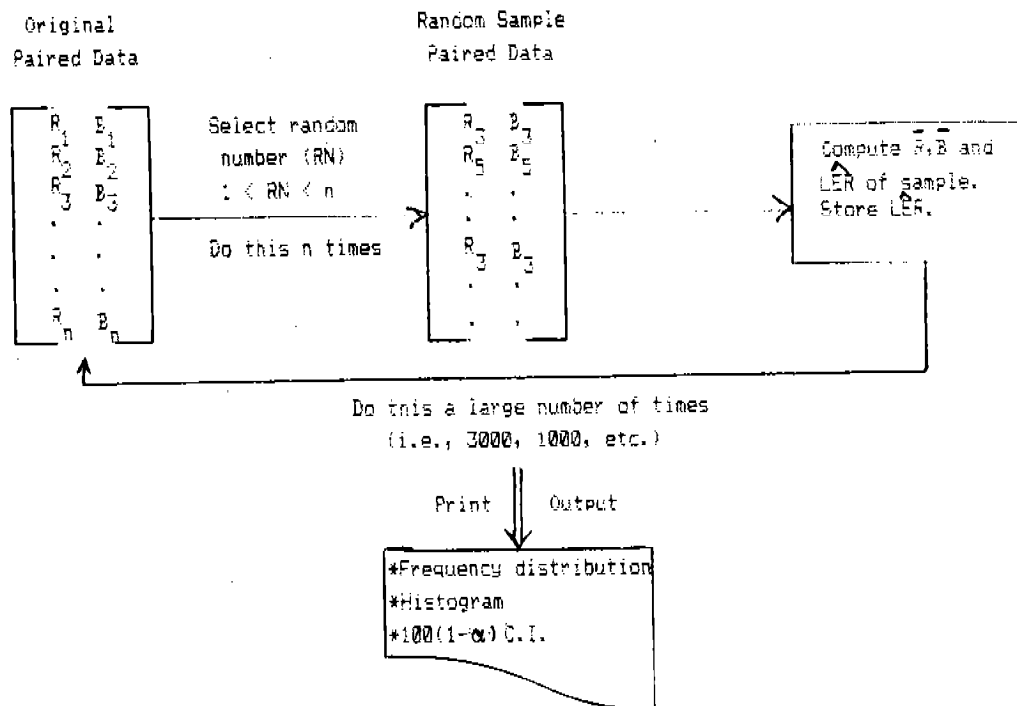 Original
Paired Data
Random Sample
Paired Data
R1 B1
R2 B2
R3 B3
. .
. .
. .
Rn Bn
Select random
number (RN)
1 < RN < n
Do this n times
R3 B3
R5 B5
. .
. .
R3 B3
. .
. .
Compute R̄,B̄ and
LÊR of sample.
Store LÊR.
Do this a large number of times
(i.e., 3000, 1000, etc.)
Print Output
*Frequency distribution
*Histogram
*100(1-α) C.I.